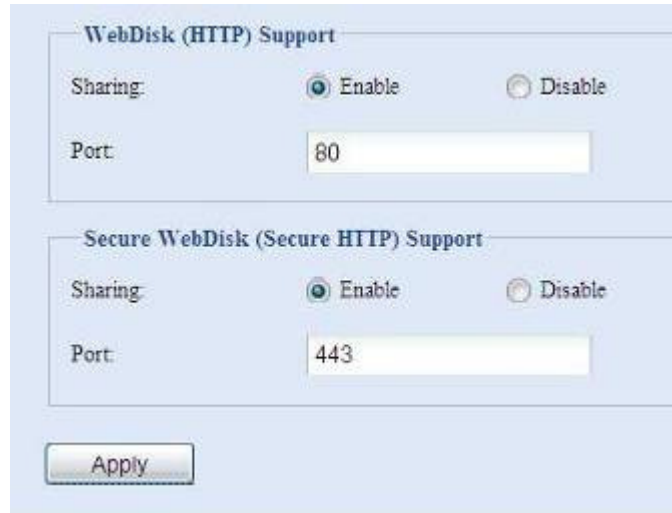 WebDisk (HTTP) Support
Sharing: Enable Disable
Port: 80
Secure WebDisk (Secure HTTP) Support
Sharing: Enable Disable
Port: 443
Apply